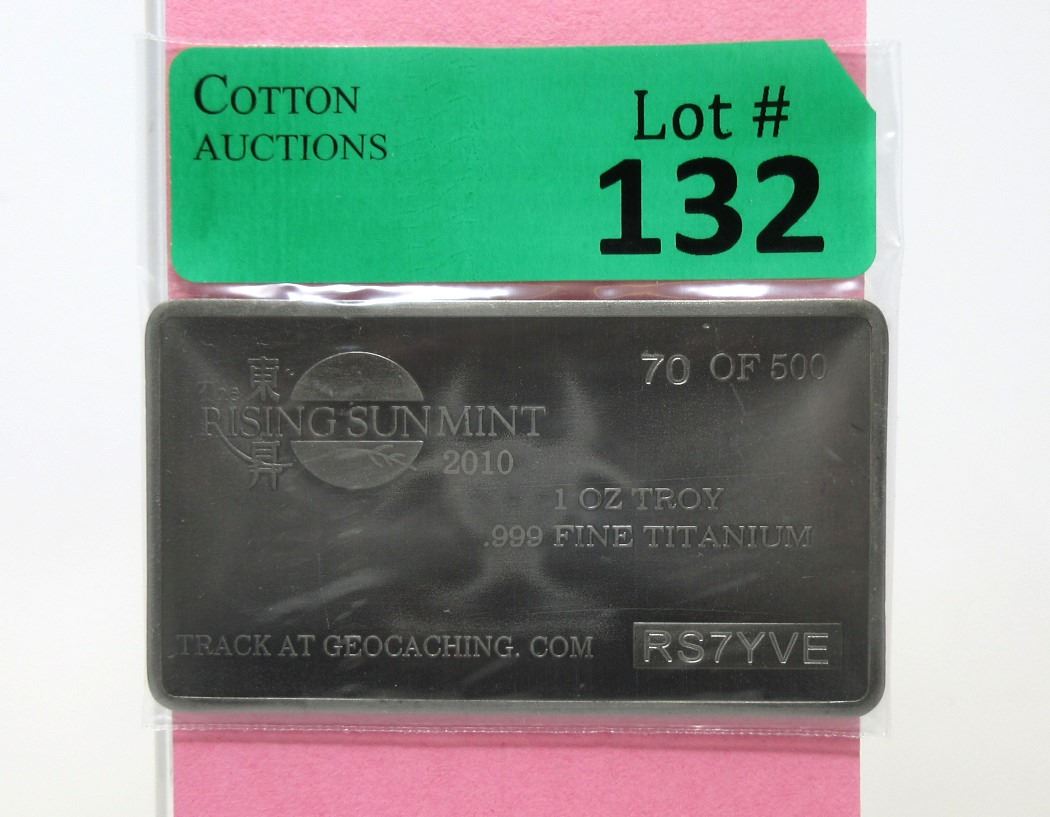 COTTON
AUCTIONS
Lot #
132
70 OF 500
東
The
RISING SUN MINT
昇
2010
1 OZ TROY
.999 FINE TITANIUM
TRACK AT GEOCACHING. COM
RS7YVE